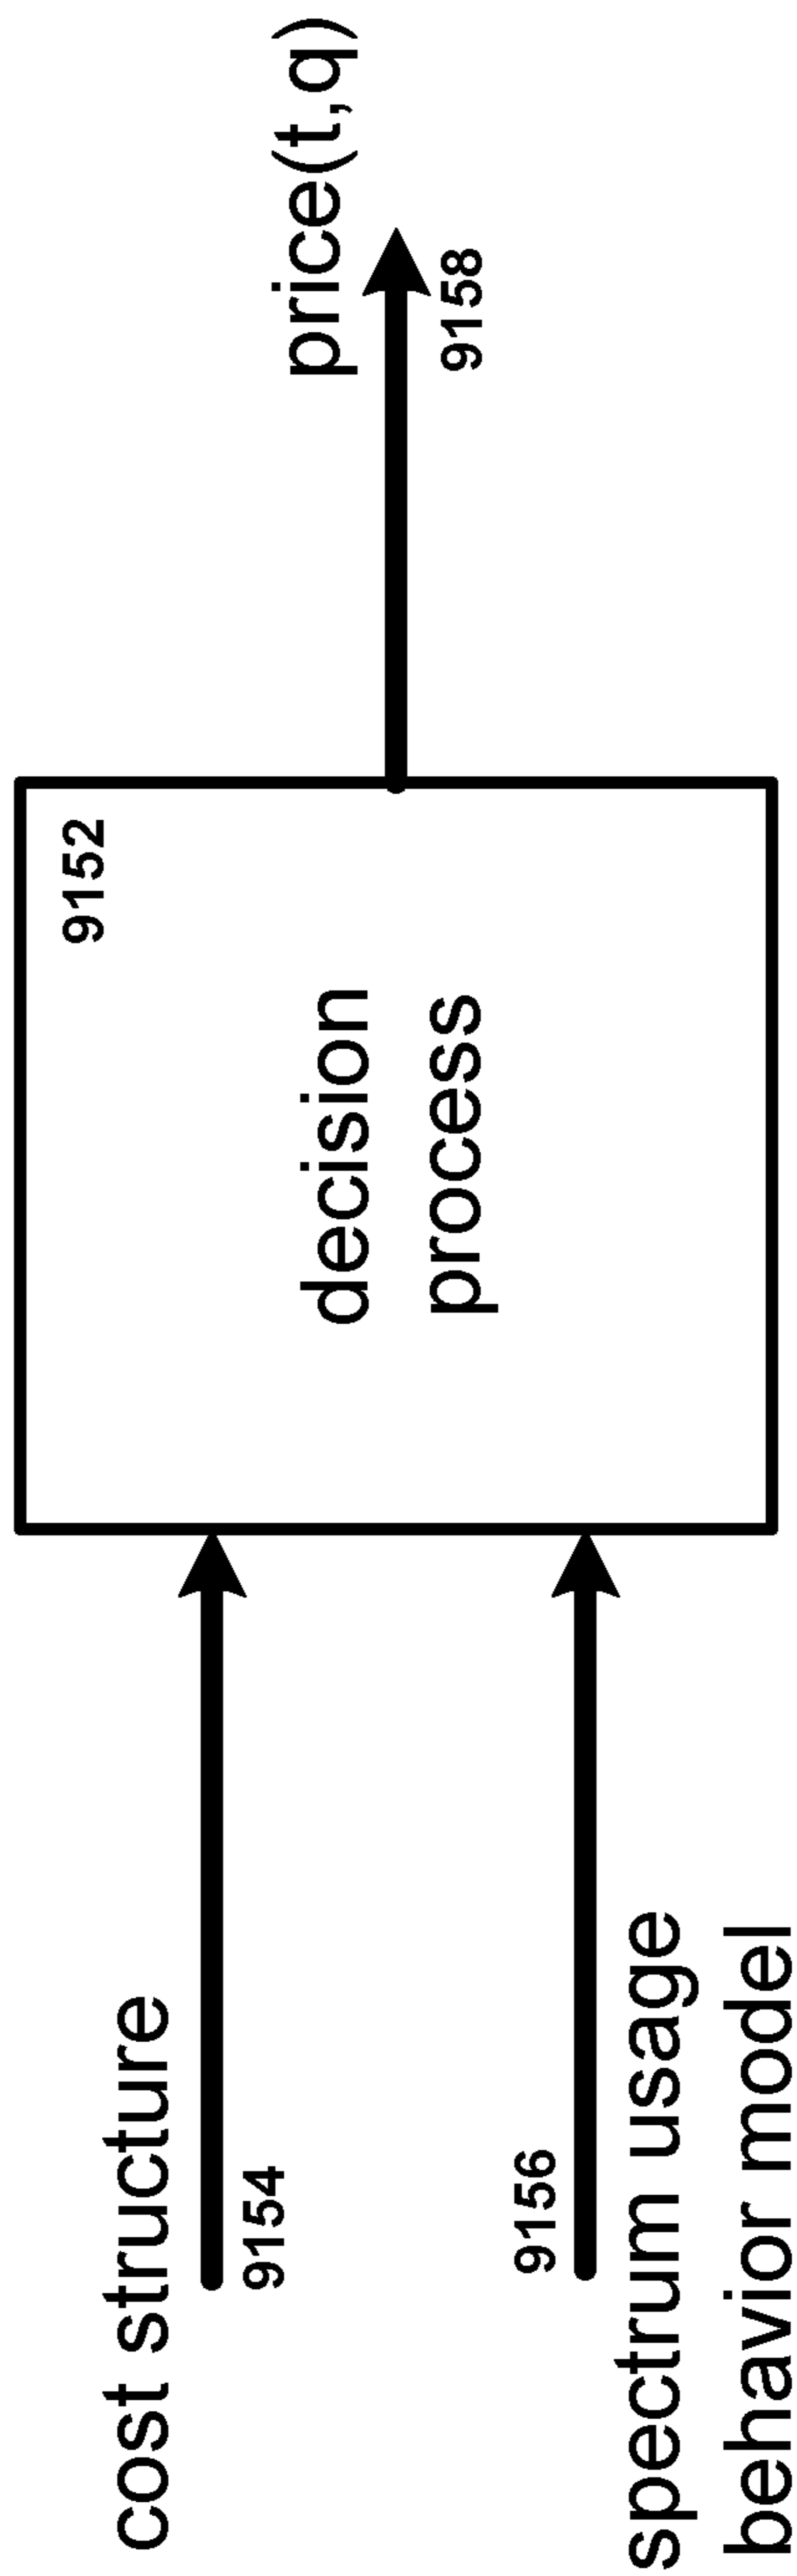 cost structure
9154
9156
spectrum usage
behavior model
9152
decision
process
price(t,q)
9158